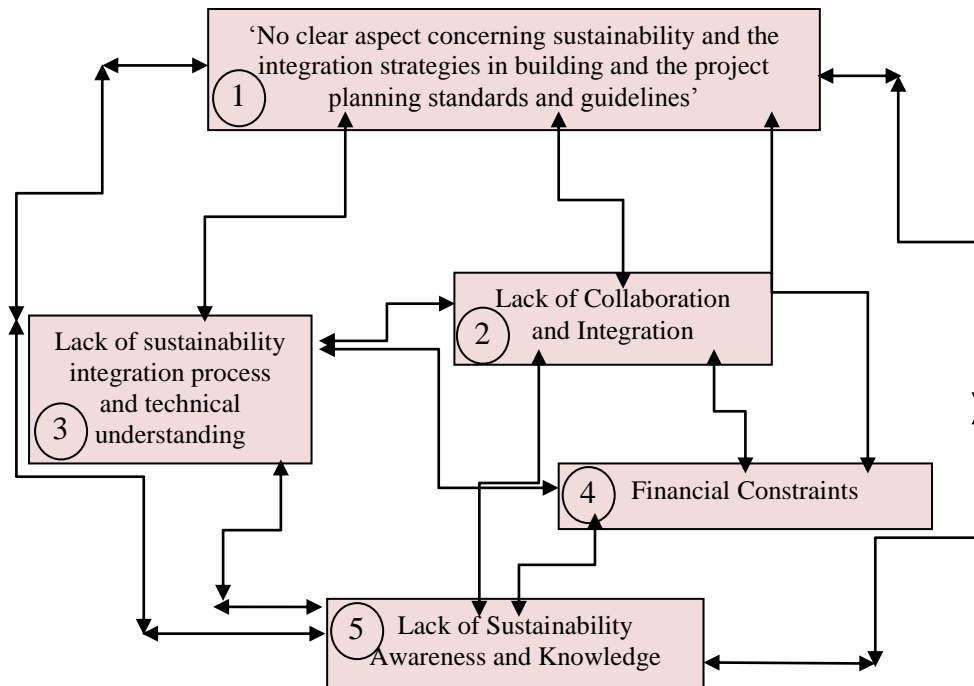 ‘No clear aspect concerning sustainability and the
integration strategies in building and the project
planning standards and guidelines’
1
Lack of Collaboration
and Integration
2
Lack of sustainability
integration process
and technical
understanding
3
Financial Constraints
4
Lack of Sustainability
Awareness and Knowledge
5